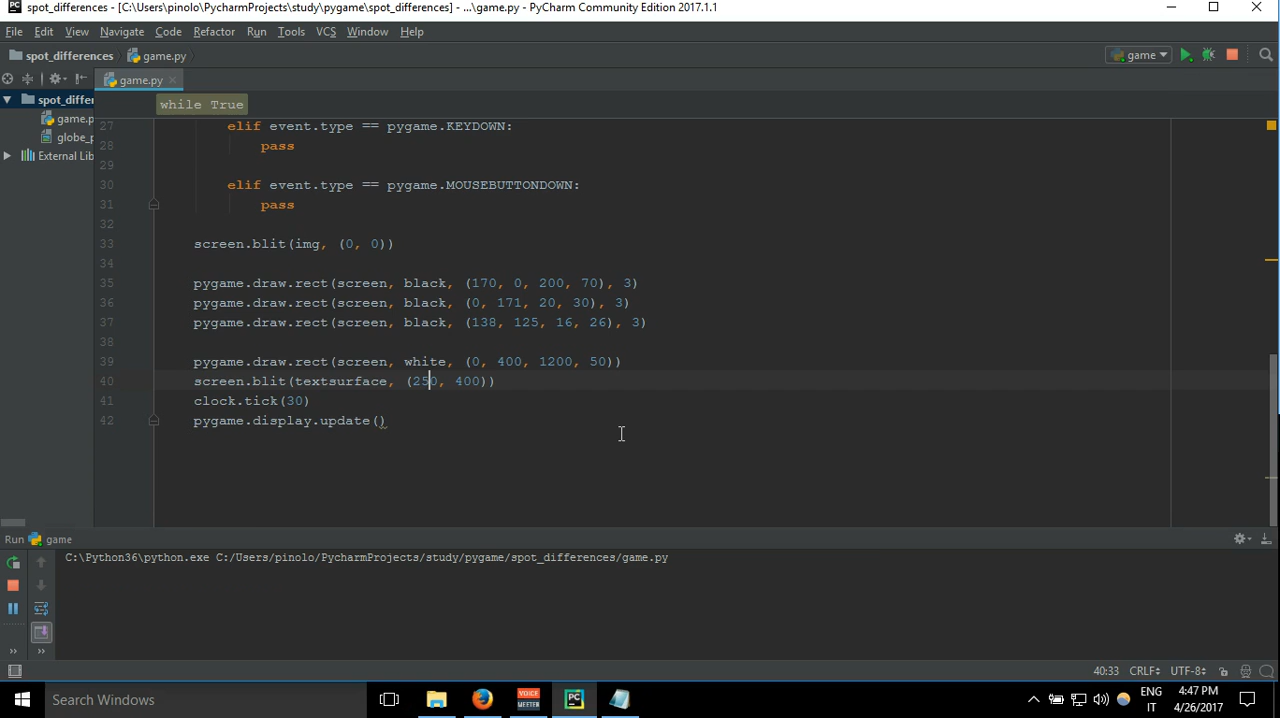 spot_differences - [C:\Users\pinolo\PycharmProjects\study\pygame\spot_differences] - ...\game.py - PyCharm Community Edition 2017.1.1
File Edit View Navigate Code Refactor Run Tools VCS Window Help
spot_differences game.py game
game.py
spot_differ
while True
game.p
globe_p
External Lib
27 elif event.type == pygame.KEYDOWN:
28 pass
29
30 elif event.type == pygame.MOUSEBUTTONDOWN:
31 pass
32
33 screen.blit(img, (0, 0))
34
35 pygame.draw.rect(screen, black, (170, 0, 200, 70), 3)
36 pygame.draw.rect(screen, black, (0, 171, 20, 30), 3)
37 pygame.draw.rect(screen, black, (138, 125, 16, 26), 3)
38
39 pygame.draw.rect(screen, white, (0, 400, 1200, 50))
40 screen.blit(textsurface, (250, 400))
41 clock.tick(30)
42 pygame.display.update()
Run game
C:\Python36\python.exe C:/Users/pinolo/PycharmProjects/study/pygame/spot_differences/game.py
40:33 CRLF UTF-8
Search Windows
VOICE MEETER
PC
ENG 4:47 PM
IT 4/26/2017